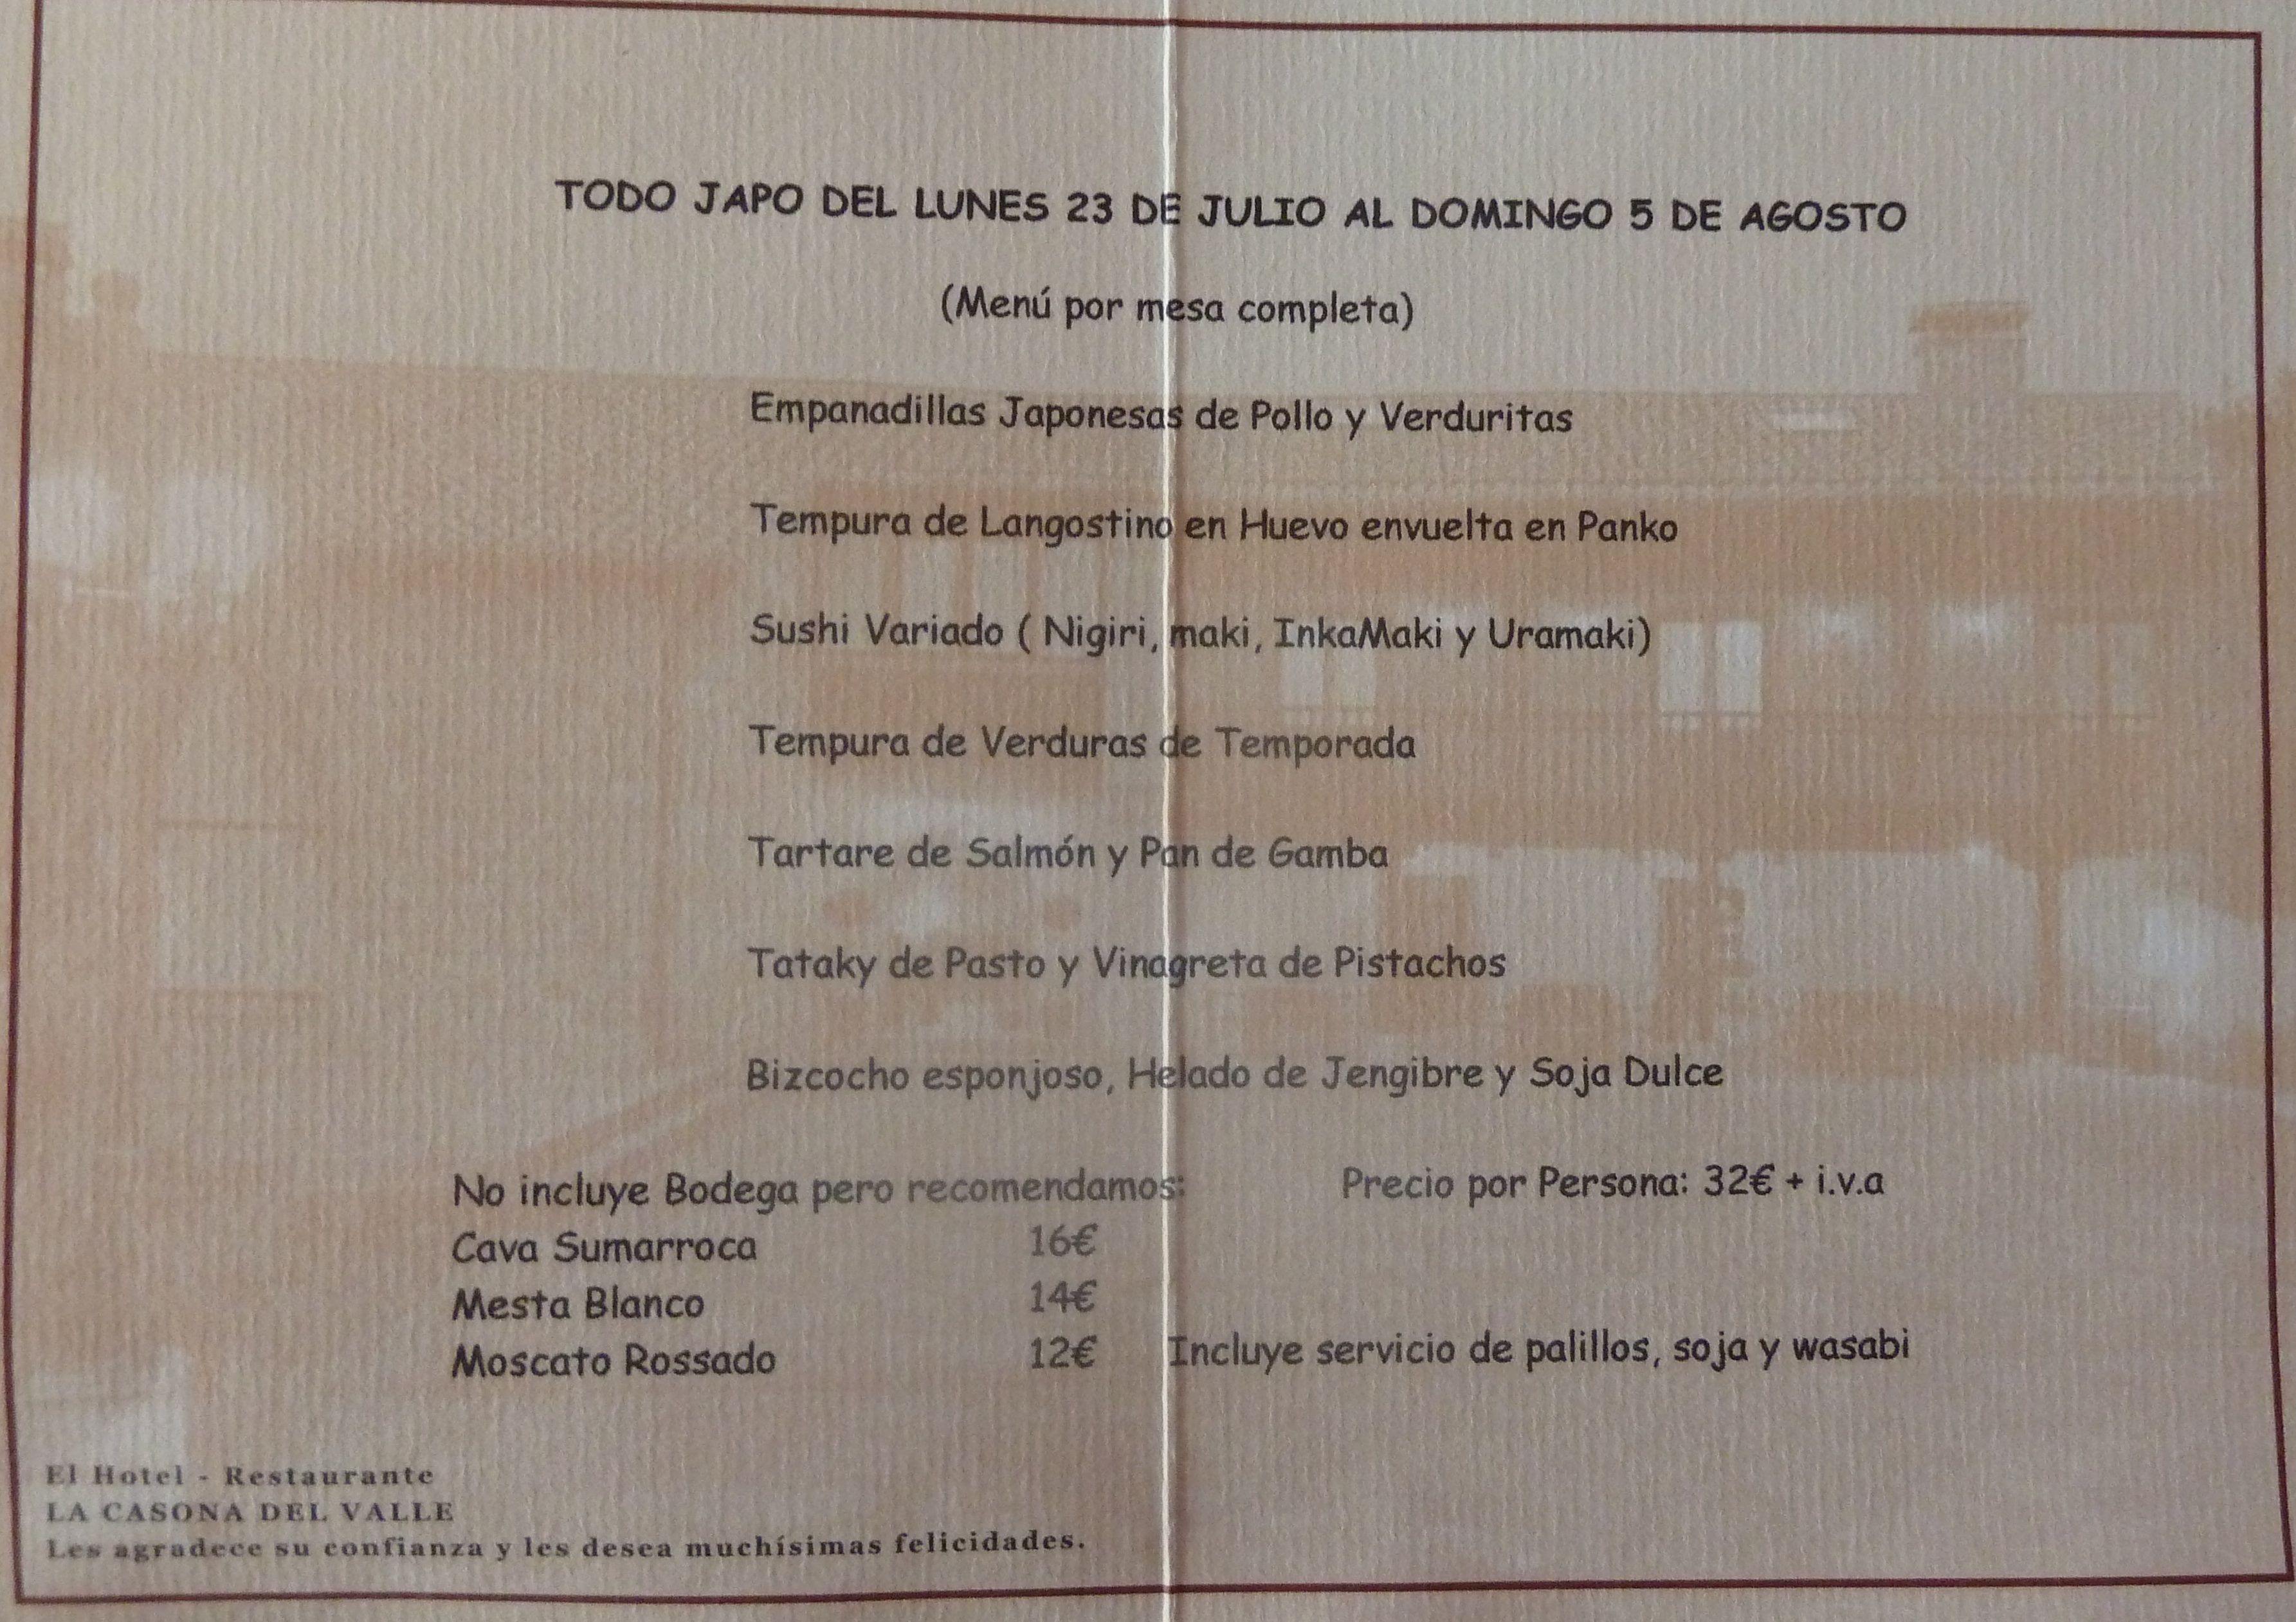 TODO JAPO DEL LUNES 23 DE JULIO AL DOMINGO 5 DE AGOSTO
(Menú por mesa completa)
Empanadillas Japonesas de Pollo y Verduritas
Tempura de Langostino en Huevo envuelta en Panko
Sushi Variado ( Nigiri, maki, InkaMaki y Uramaki)
Tempura de Verduras de Temporada
Tartare de Salmón y Pan de Gamba
Tataky de Pasto y Vinagreta de Pistachos
Bizcocho esponjoso, Helado de Jengibre y Soja Dulce
No incluye Bodega pero recomendamos: Precio por Persona: 32€ + i.v.a
Cava Sumarroca 16€
Mesta Blanco 14€
Moscato Rossado 12€ Incluye servicio de palillos, soja y wasabi
El Hotel - Restaurante
LA CASONA DEL VALLE
Les agradece su confianza y les desea muchísimas felicidades.